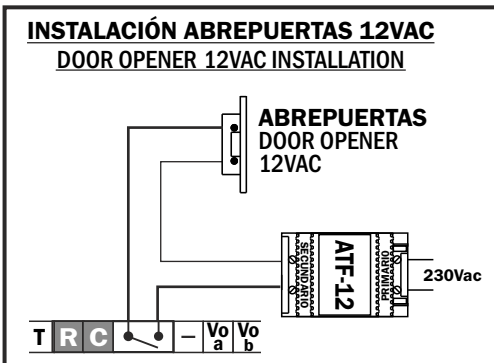 INSTALACIÓN ABREPUERTAS 12VAC
DOOR OPENER 12VAC INSTALLATION
ABREPUERTAS
DOOR OPENER
12VAC
SECUNDARIO
ATF-12
PRIMARIO
230Vac
T R C – Vo a Vo b